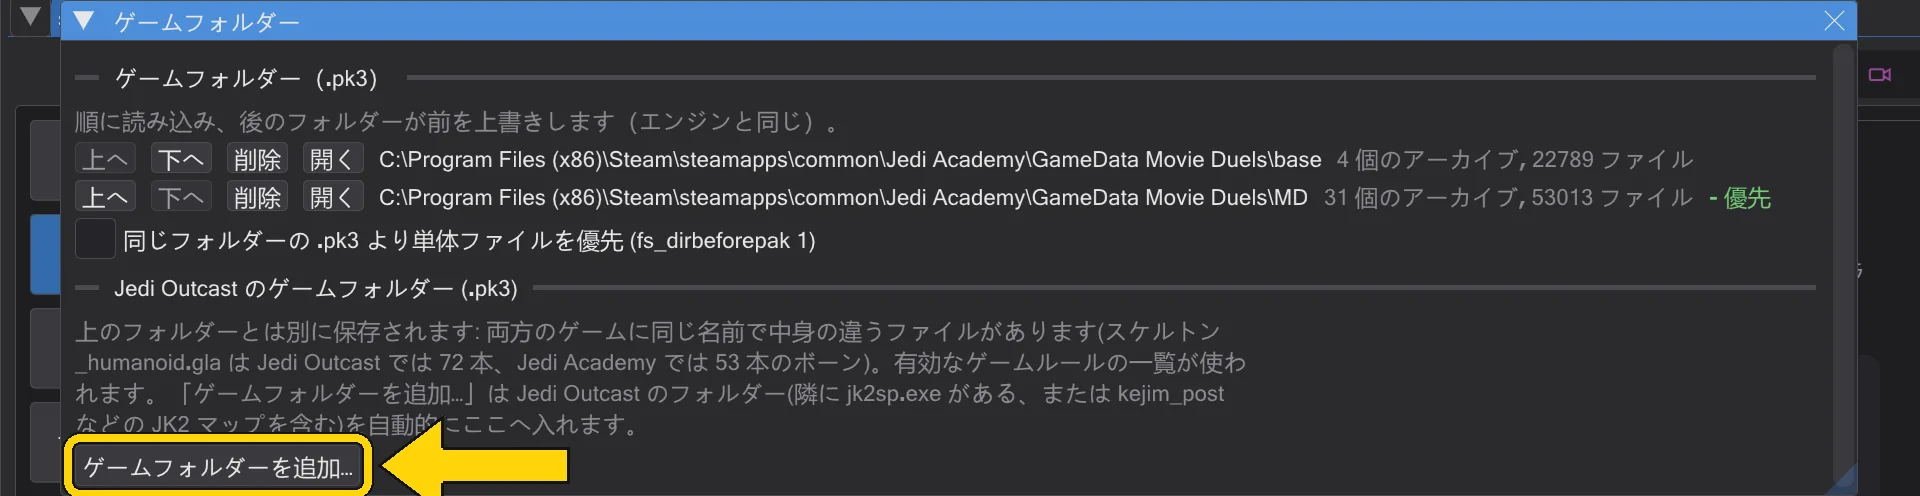 ゲームフォルダー
ゲームフォルダー (.pk3)
順に読み込み、後のフォルダーが前を上書きします (エンジンと同じ) 。
上へ 下へ 削除 開く C:\Program Files (x86)\Steam\steamapps\common\Jedi Academy\GameData Movie Duels\base 4 個のアーカイブ, 22789 ファイル
上へ 下へ 削除 開く C:\Program Files (x86)\Steam\steamapps\common\Jedi Academy\GameData Movie Duels\MD 31 個のアーカイブ, 53013 ファイル - 優先
同じフォルダーの .pk3 より単体ファイルを優先 (fs_dirbeforepak 1)
Jedi Outcast のゲームフォルダー (.pk3)
上のフォルダーとは別に保存されます: 両方のゲームに同じ名前で中身の違うファイルがあります(スケルトン
_humanoid.gla は Jedi Outcast では 72 本、Jedi Academy では 53 本のボーン)。有効なゲームルールの一覧が使わ
れます。「ゲームフォルダーを追加...」は Jedi Outcast のフォルダー(隣に jk2sp.exe がある、または kejim_post
などの JK2 マップを含む)を自動的にここへ入れます。
ゲームフォルダーを追加...